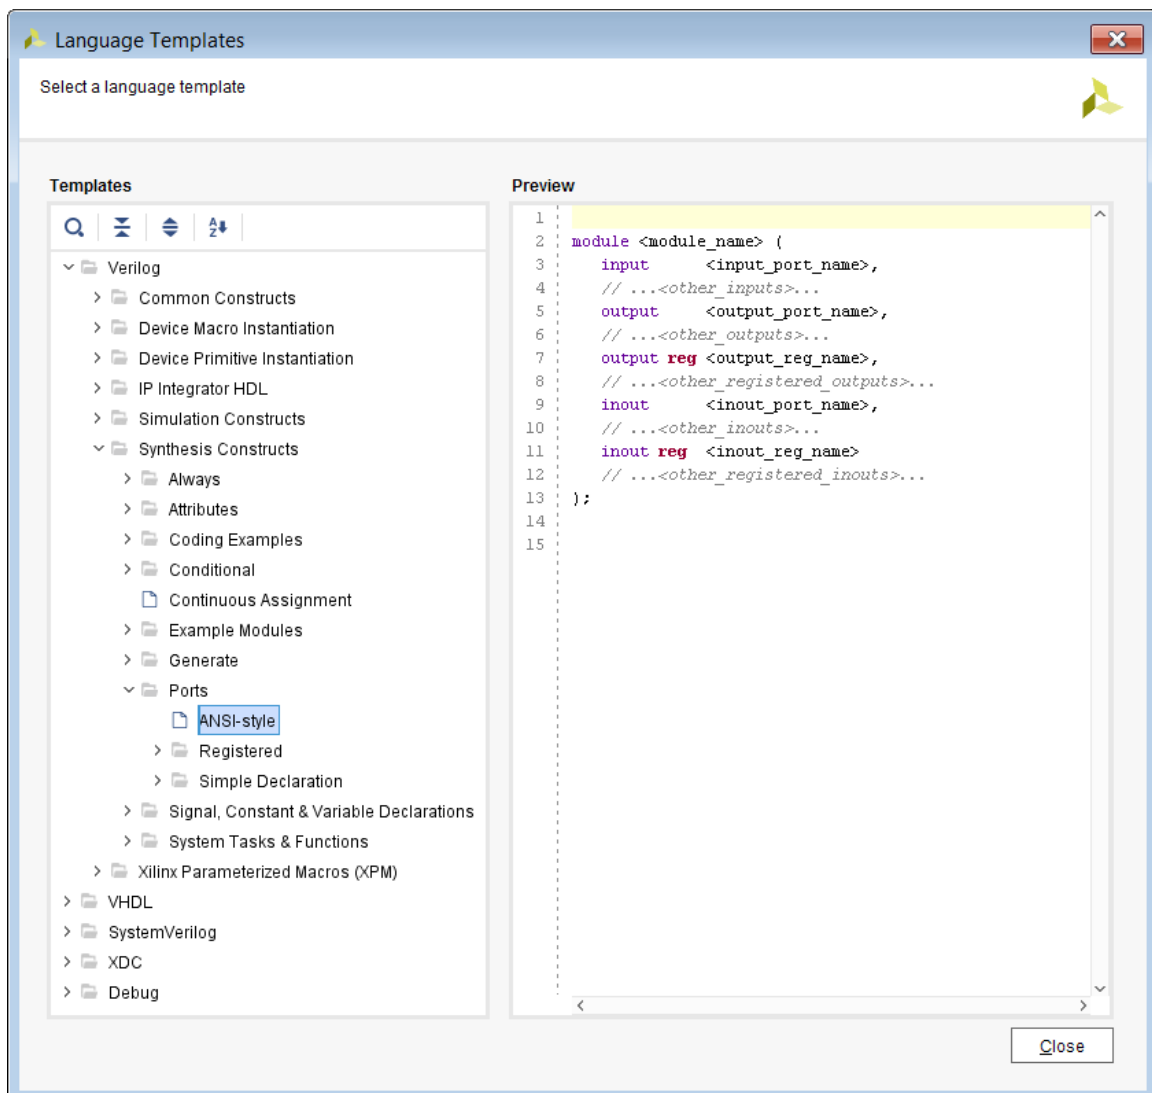 Language Templates
Select a language template
Templates
Verilog
Common Constructs
Device Macro Instantiation
Device Primitive Instantiation
IP Integrator HDL
Simulation Constructs
Synthesis Constructs
Always
Attributes
Coding Examples
Conditional
Continuous Assignment
Example Modules
Generate
Ports
ANSI-style
Registered
Simple Declaration
Signal, Constant & Variable Declarations
System Tasks & Functions
Xilinx Parameterized Macros (XPM)
VHDL
SystemVerilog
XDC
Debug
Preview
1
2 module <module_name> (
3 input <input_port_name>,
4 // ...<other_inputs>...
5 output <output_port_name>,
6 // ...<other_outputs>...
7 output reg <output_reg_name>,
8 // ...<other_registered_outputs>...
9 inout <inout_port_name>,
10 // ...<other_inouts>...
11 inout reg <inout_reg_name>
12 // ...<other_registered_inouts>...
13 );
14
15
Close